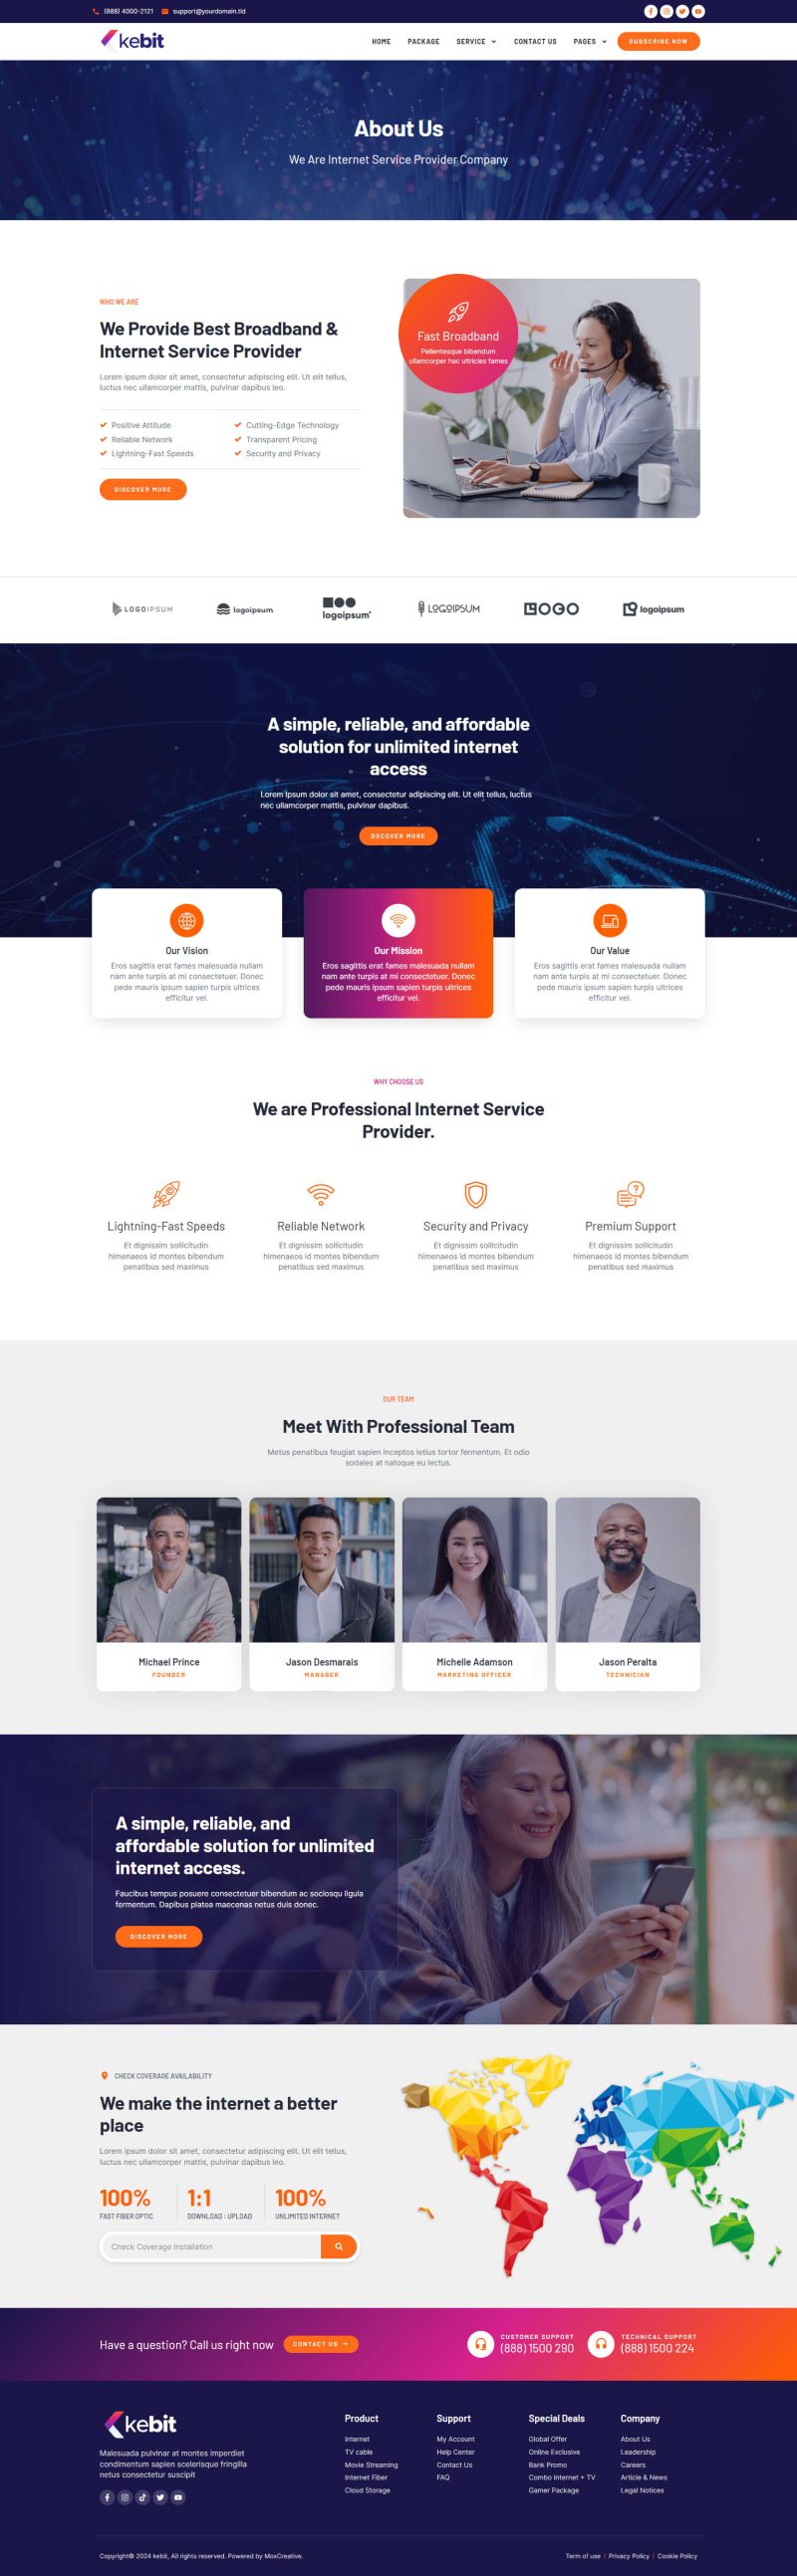 (888) 4000-2121 support@yourdomain.tld
kebit
HOME PACKAGE SERVICE CONTACT US PAGES SUBSCRIBE NOW
About Us
We Are Internet Service Provider Company
WHO WE ARE
We Provide Best Broadband &
Internet Service Provider
Lorem ipsum dolor sit amet, consectetur adipiscing elit. Ut elit tellus,
luctus nec ullamcorper mattis, pulvinar dapibus leo.
Positive Attitude
Cutting-Edge Technology
Reliable Network
Transparent Pricing
Lightning-Fast Speeds
Security and Privacy
DISCOVER MORE
Fast Broadband
Pellentesque bibendum
ullamcorper hac ultricies fames
LOGOIPSUM
logoipsum
logoipsum
LOGOIPSUM
LOGO
logoipsum
A simple, reliable, and affordable
solution for unlimited internet
access
Lorem ipsum dolor sit amet, consectetur adipiscing elit. Ut elit tellus, luctus
nec ullamcorper mattis, pulvinar dapibus.
DSCOVER MORE
Our Vision
Eros sagittis erat fames malesuada nullam
nam ante turpis at mi consectetuer. Donec
pede mauris ipsum sapien turpis ultrices
efficitur vel.
Our Mission
Eros sagittis erat fames malesuada nullam
nam ante turpis at mi consectetuer. Donec
pede mauris ipsum sapien turpis ultrices
efficitur vel.
Our Value
Eros sagittis erat fames malesuada nullam
nam ante turpis at mi consectetuer. Donec
pede mauris ipsum sapien turpis ultrices
efficitur vel.
WHY CHOOSE US
We are Professional Internet Service
Provider.
Lightning-Fast Speeds
Et dignissim sollicitudin
himenaeos id montes bibendum
penatibus sed maximus
Reliable Network
Et dignissim sollicitudin
himenaeos id montes bibendum
penatibus sed maximus
Security and Privacy
Et dignissim sollicitudin
himenaeos id montes bibendum
penatibus sed maximus
Premium Support
Et dignissim sollicitudin
himenaeos id montes bibendum
penatibus sed maximus
OUR TEAM
Meet With Professional Team
Metus penatibus feugiat sapien inceptos letius tortor fermentum. Et odio
sodales at natoque eu lectus.
Michael Prince
FOUNDER
Jason Desmarais
MANAGER
Michelle Adamson
MARKETING OFFICER
Jason Peralta
TECHNICIAN
A simple, reliable, and
affordable solution for unlimited
internet access.
Faucibus tempus posuere consectetuer bibendum ac sociosqu ligula
fermentum. Dapibus platea maecenas netus duis donec.
DISCOVER MORE
CHECK COVERAGE AVAILABILITY
We make the internet a better
place
Lorem ipsum dolor sit amet, consectetur adipiscing elit. Ut elit tellus,
luctus nec ullamcorper mattis, pulvinar dapibus leo.
100%
FAST FIBER OPTIC
1:1
DOWNLOAD : UPLOAD
100%
UNLIMITED INTERNET
Check Coverage Installation
Have a question? Call us right now
CONTACT US
CUSTOMER SUPPORT
(888) 1500 290
TECHNICAL SUPPORT
(888) 1500 224
kebit
Malesuada pulvinar at montes imperdiet
condimentum sapien scelerisque fringilla
netus consectetur suscipit
Product
Internet
TV cable
Movie Streaming
Internet Fiber
Cloud Storage
Support
My Account
Help Center
Contact Us
FAQ
Special Deals
Global Offer
Online Exclusive
Bank Promo
Combo Internet + TV
Gamer Package
Company
About Us
Leadership
Careers
Article & News
Legal Notices
Copyright© 2024 kebit, All rights reserved. Powered by MoxCreative.
Term of use | Privacy Policy | Cookie Policy